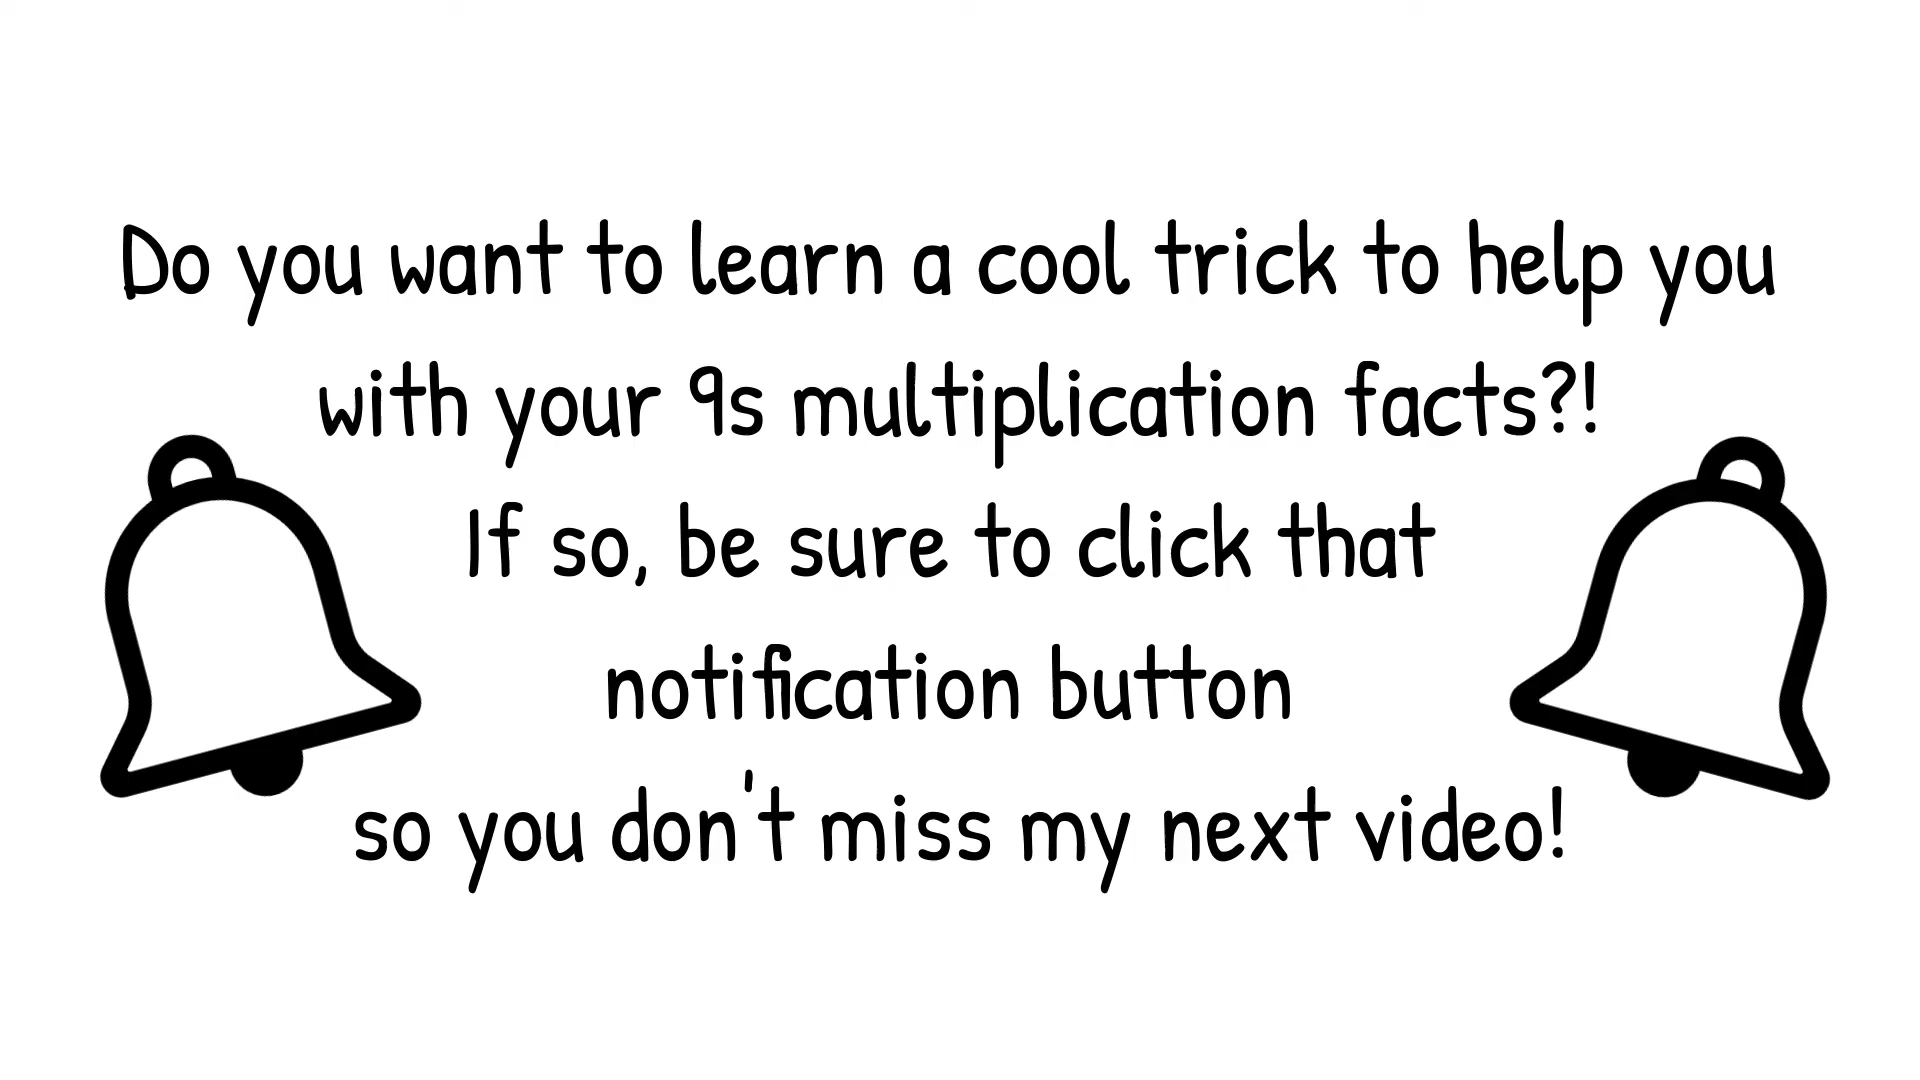 Do you want to learn a cool trick to help you
with your 9s multiplication facts?!
If so, be sure to click that
notification button
so you don't miss my next video!